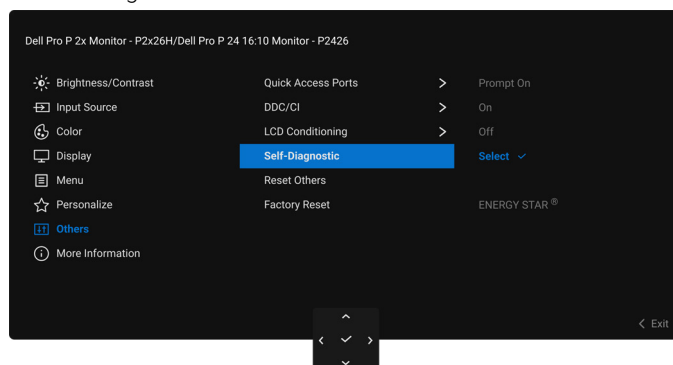 Dell Pro P 2x Monitor - P2x26H/Dell Pro P 24 16:10 Monitor - P2426
Brightness/Contrast Quick Access Ports Prompt On
Input Source DDC/CI On
Color LCD Conditioning Off
Display Self-Diagnostic Select
Menu Reset Others
Personalize Factory Reset ENERGY STAR ®
Others
More Information
Exit